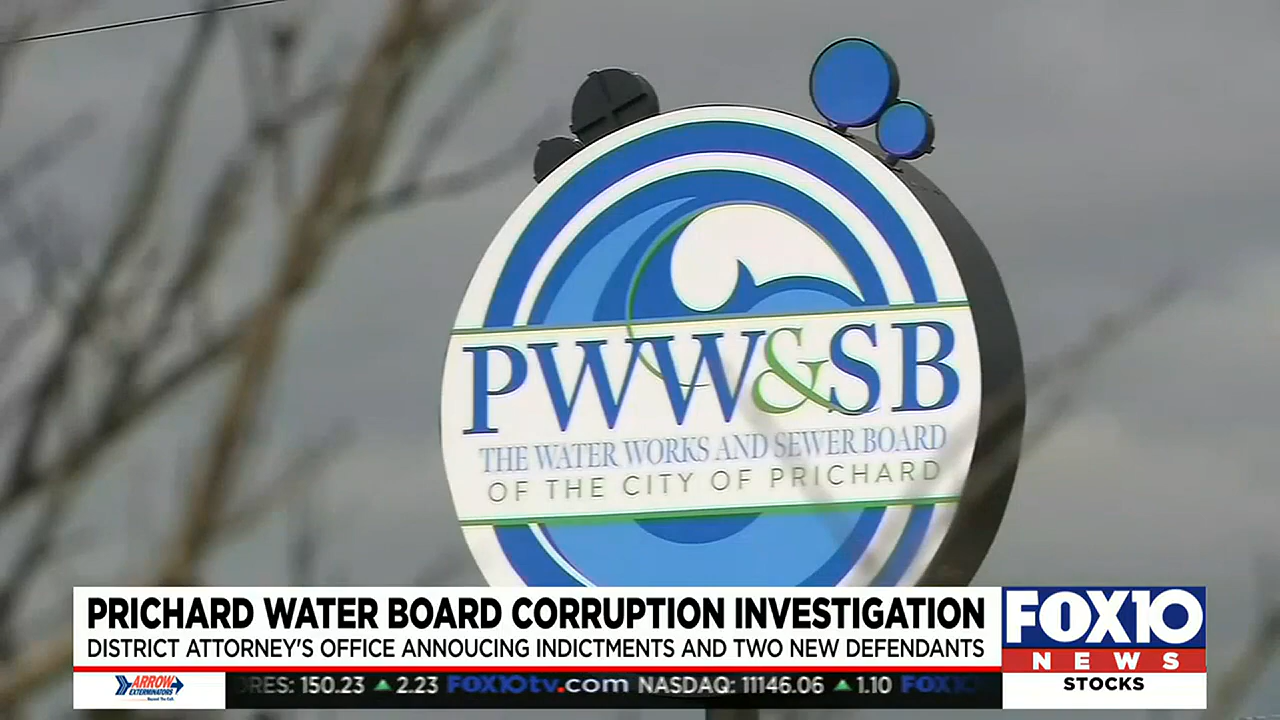 PWW&SB
THE WATER WORKS AND SEWER BOARD
OF THE CITY OF PRICHARD
PRICHARD WATER BOARD CORRUPTION INVESTIGATION
DISTRICT ATTORNEY'S OFFICE ANNOUCING INDICTMENTS AND TWO NEW DEFENDANTS
FOX10
NEWS
STOCKS
ARROW
EXTERMINATORS
RES: 150.23 ▲ 2.23 FOX10tv.com NASDAQ: 11146.06 ▲ 1.10 FOX10